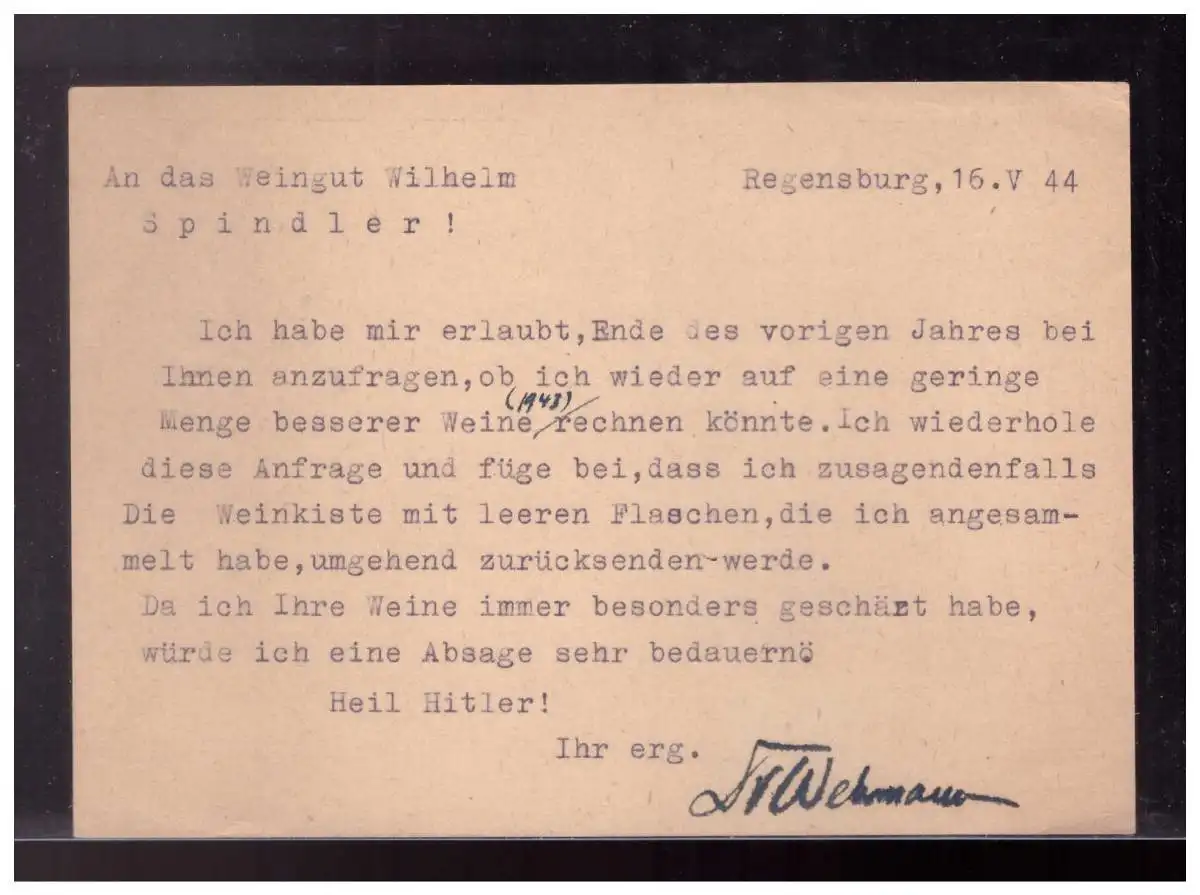 An das Weingut Wilhelm Regensburg,16.V 44
S p i n d l e r !
Ich habe mir erlaubt,Ende des vorigen Jahres bei
Ihnen anzufragen,ob ich wieder auf eine geringe
(1943)
Menge besserer Weine rechnen könnte.Ich wiederhole
diese Anfrage und füge bei,dass ich zusagendenfalls
Die Weinkiste mit leeren Flaschen,die ich angesam-
melt habe,umgehend zurücksenden-werde.
Da ich Ihre Weine immer besonders geschäzt habe,
würde ich eine Absage sehr bedauernö
Heil Hitler!
Ihr erg.
Dr Wehmann